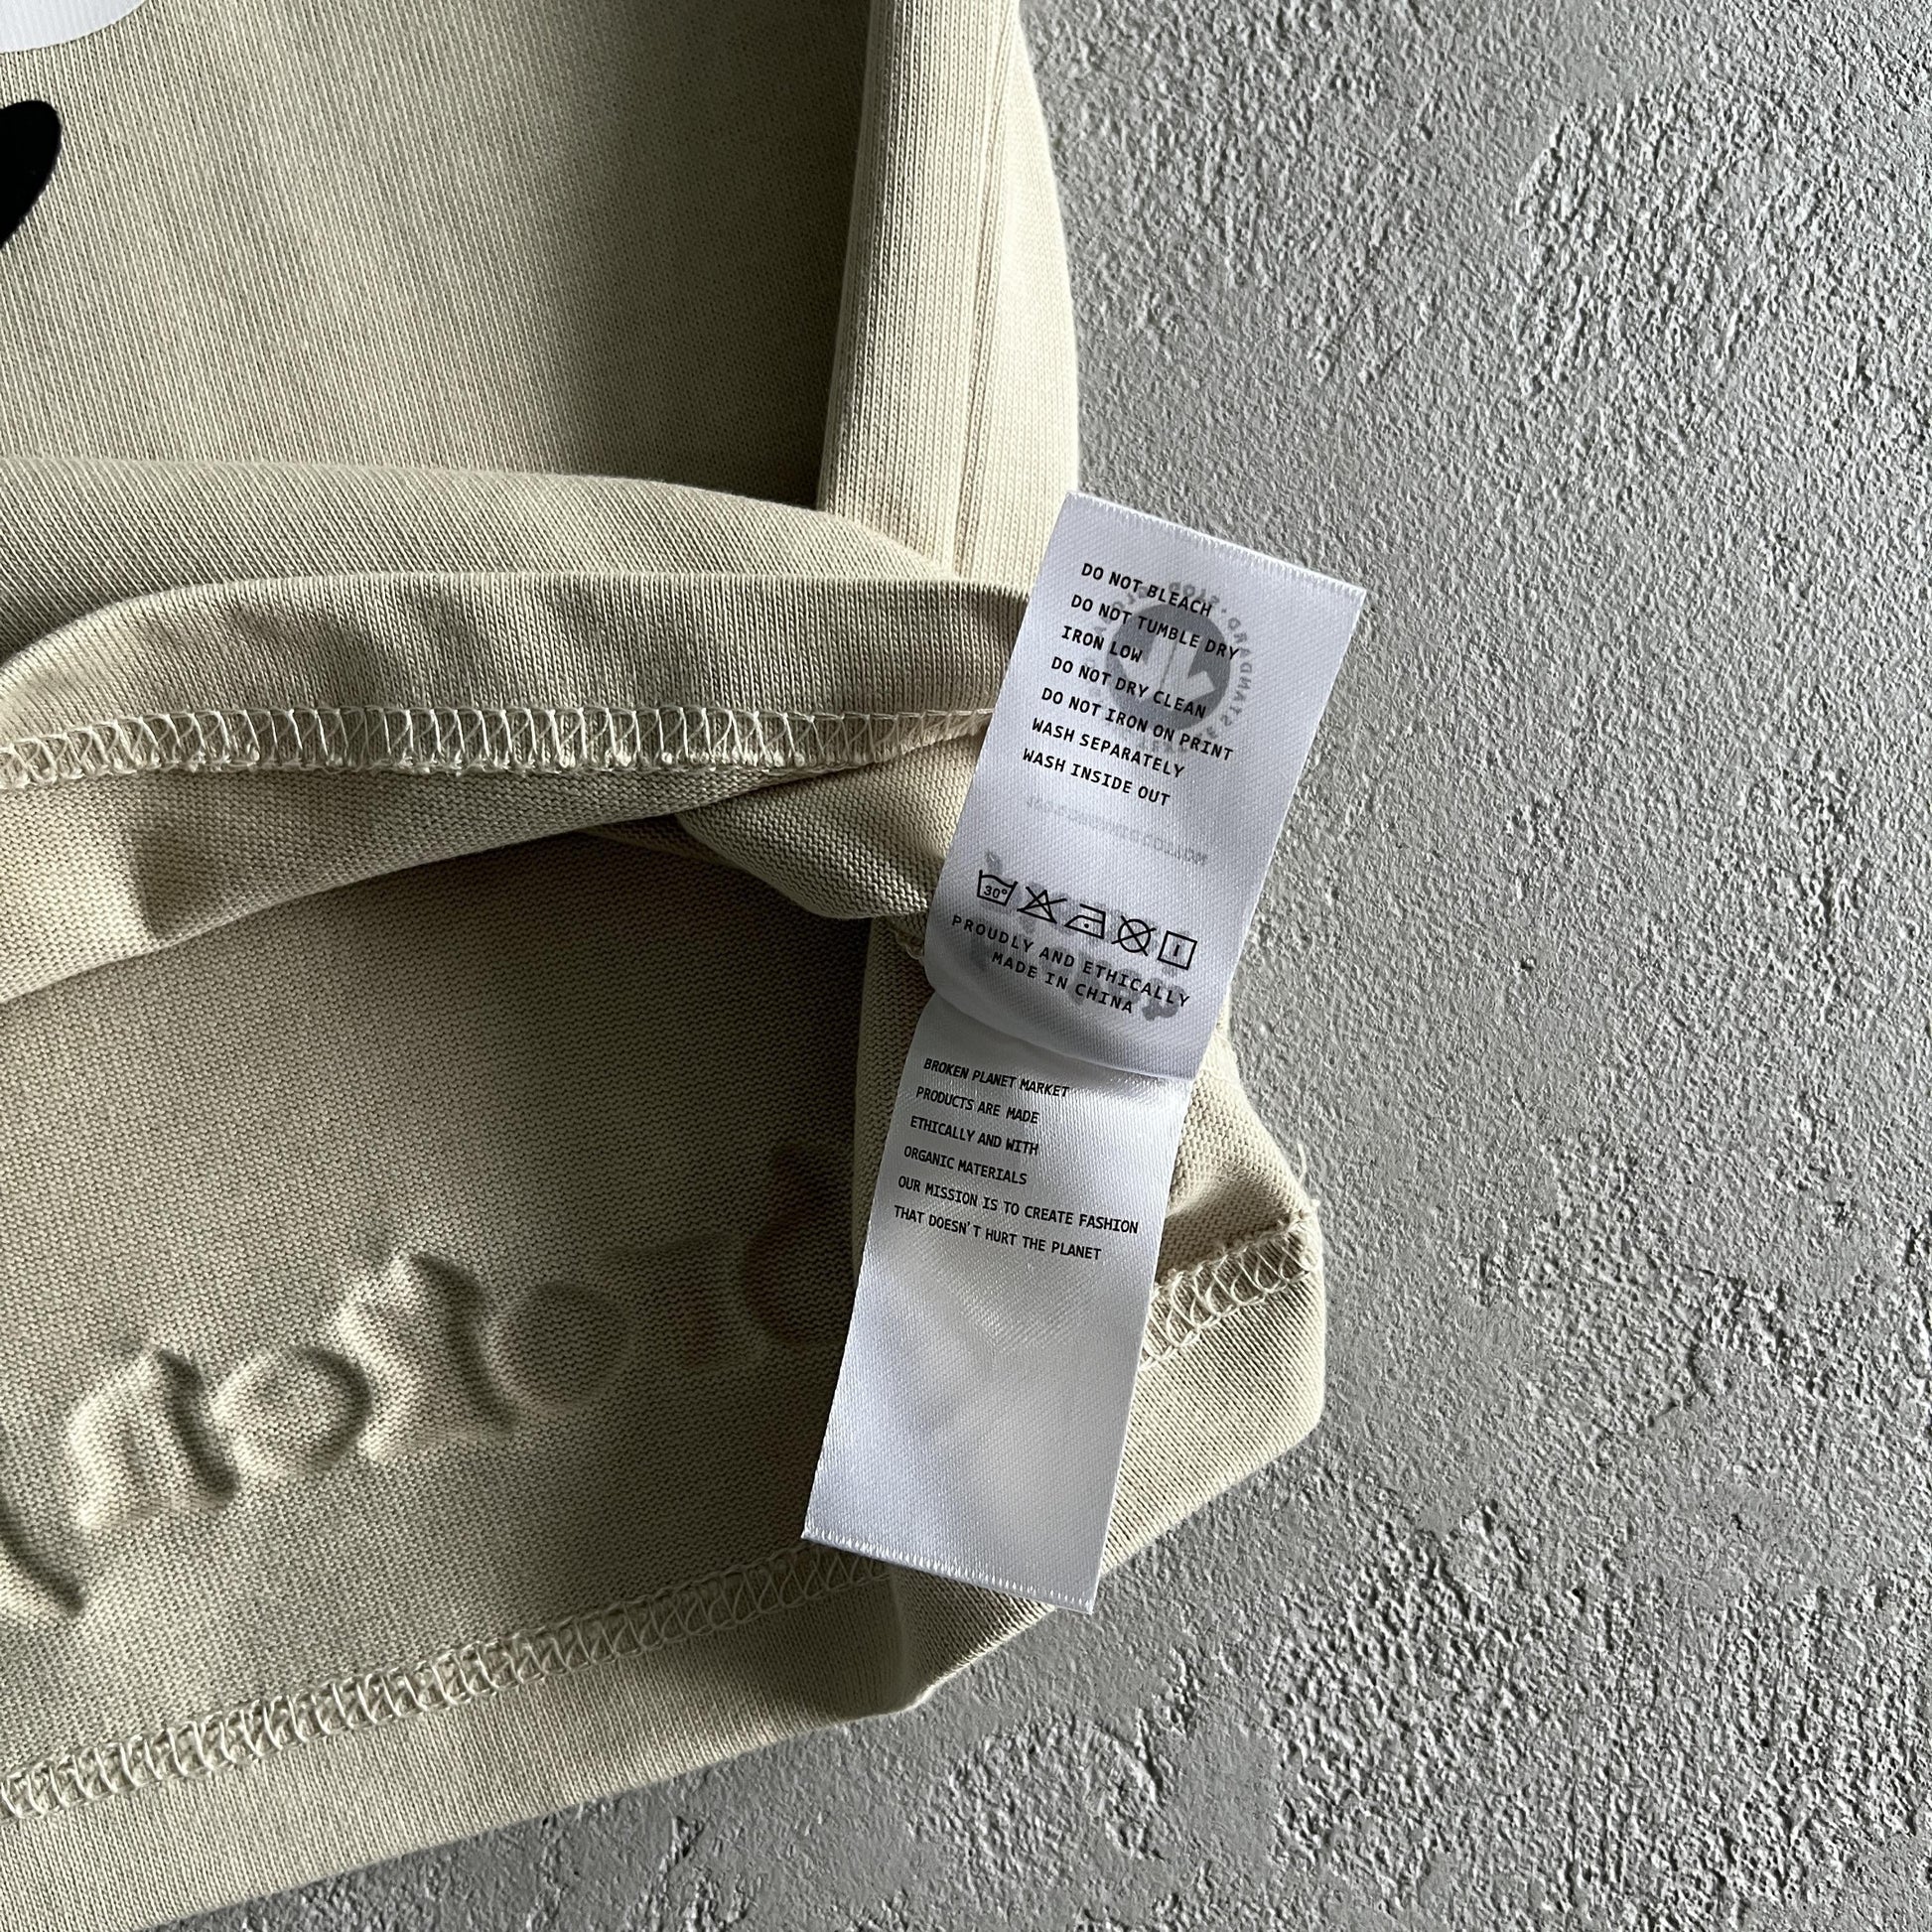 DO NOT BLEACH
DO NOT TUMBLE DRY
IRON LOW
DO NOT DRY CLEAN
DO NOT IRON ON PRINT
WASH SEPARATELY
WASH INSIDE OUT
30°
PROUDLY AND ETHICALLY
MADE IN CHINA
BROKEN PLANET MARKET
PRODUCTS ARE MADE
ETHICALLY AND WITH
ORGANIC MATERIALS
OUR MISSION IS TO CREATE FASHION
THAT DOESN'T HURT THE PLANET